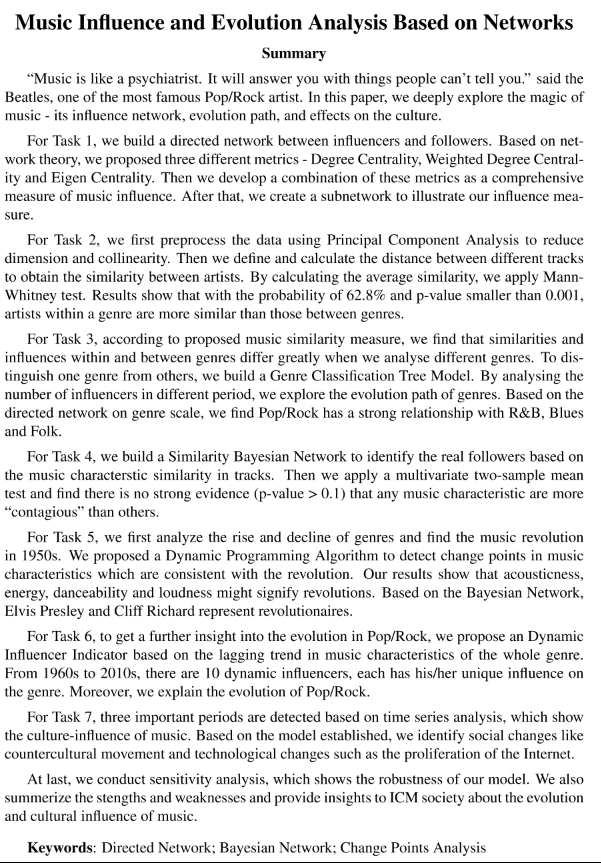 Music Influence and Evolution Analysis Based on Networks
Summary
“Music is like a psychiatrist. It will answer you with things people can’t tell you.” said the
Beatles, one of the most famous Pop/Rock artist. In this paper, we deeply explore the magic of
music - its influence network, evolution path, and effects on the culture.
For Task 1, we build a directed network between influencers and followers. Based on net-
work theory, we proposed three different metrics - Degree Centrality, Weighted Degree Central-
ity and Eigen Centrality. Then we develop a combination of these metrics as a comprehensive
measure of music influence. After that, we create a subnetwork to illustrate our influence mea-
sure.
For Task 2, we first preprocess the data using Principal Component Analysis to reduce
dimension and collinearity. Then we define and calculate the distance between different tracks
to obtain the similarity between artists. By calculating the average similarity, we apply Mann-
Whitney test. Results show that with the probability of 62.8% and p-value smaller than 0.001,
artists within a genre are more similar than those between genres.
For Task 3, according to proposed music similarity measure, we find that similarities and
influences within and between genres differ greatly when we analyse different genres. To dis-
tinguish one genre from others, we build a Genre Classification Tree Model. By analysing the
number of influencers in different period, we explore the evolution path of genres. Based on the
directed network on genre scale, we find Pop/Rock has a strong relationship with R&B, Blues
and Folk.
For Task 4, we build a Similarity Bayesian Network to identify the real followers based on
the music characterstic similarity in tracks. Then we apply a multivariate two-sample mean
test and find there is no strong evidence (p-value > 0.1) that any music characteristic are more
“contagious” than others.
For Task 5, we first analyze the rise and decline of genres and find the music revolution
in 1950s. We proposed a Dynamic Programming Algorithm to detect change points in music
characteristics which are consistent with the revolution. Our results show that acousticness,
energy, danceability and loudness might signify revolutions. Based on the Bayesian Network,
Elvis Presley and Cliff Richard represent revolutionaires.
For Task 6, to get a further insight into the evolution in Pop/Rock, we propose an Dynamic
Influencer Indicator based on the lagging trend in music characteristics of the whole genre.
From 1960s to 2010s, there are 10 dynamic influencers, each has his/her unique influence on
the genre. Moreover, we explain the evolution of Pop/Rock.
For Task 7, three important periods are detected based on time series analysis, which show
the culture-influence of music. Based on the model established, we identify social changes like
countercultural movement and technological changes such as the proliferation of the Internet.
At last, we conduct sensitivity analysis, which shows the robustness of our model. We also
summerize the stengths and weaknesses and provide insights to ICM society about the evolution
and cultural influence of music.
Keywords: Directed Network; Bayesian Network; Change Points Analysis